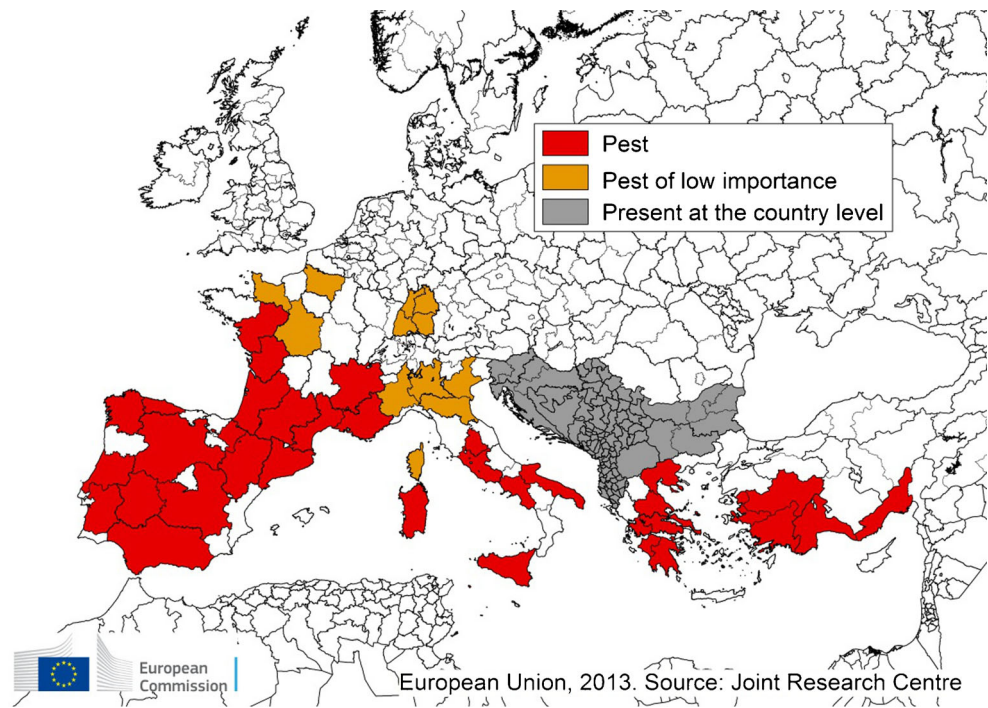 Pest
Pest of low importance
Present at the country level
European
Commission
European Union, 2013. Source: Joint Research Centre